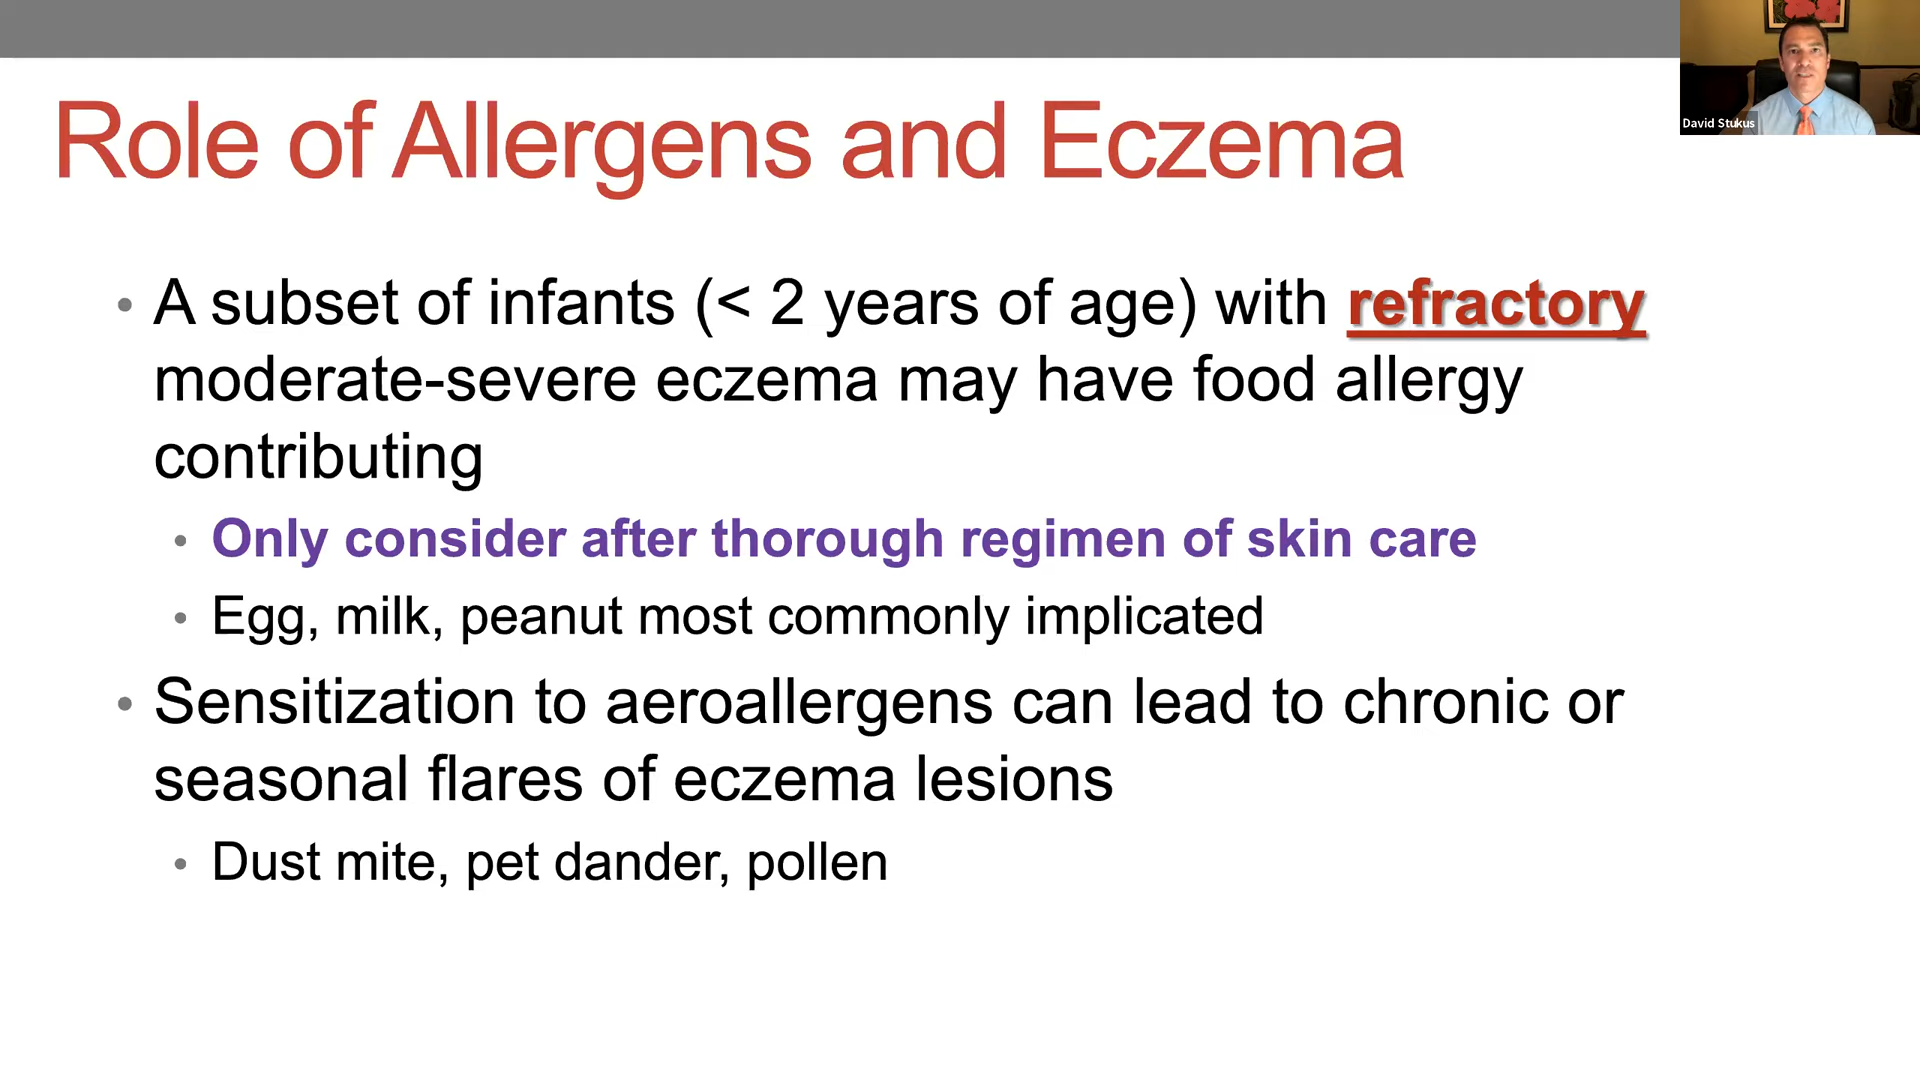 Role of Allergens and Eczema
David Stukus
• A subset of infants (< 2 years of age) with refractory
moderate-severe eczema may have food allergy
contributing
• Only consider after thorough regimen of skin care
• Egg, milk, peanut most commonly implicated
• Sensitization to aeroallergens can lead to chronic or
seasonal flares of eczema lesions
• Dust mite, pet dander, pollen